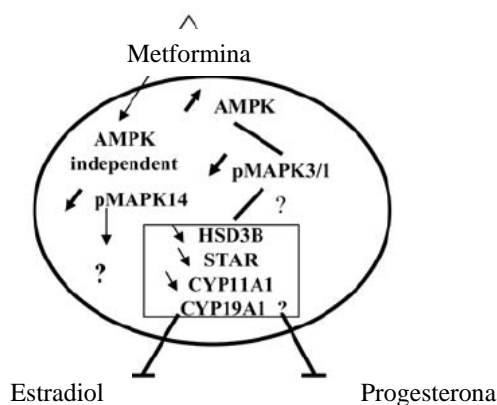 Metformina
AMPK
AMPK
independent
pMAPK3/1
pMAPK14
?
?
HSD3B
STAR
CYP11A1
CYP19A1 ?
Estradiol Progesterona